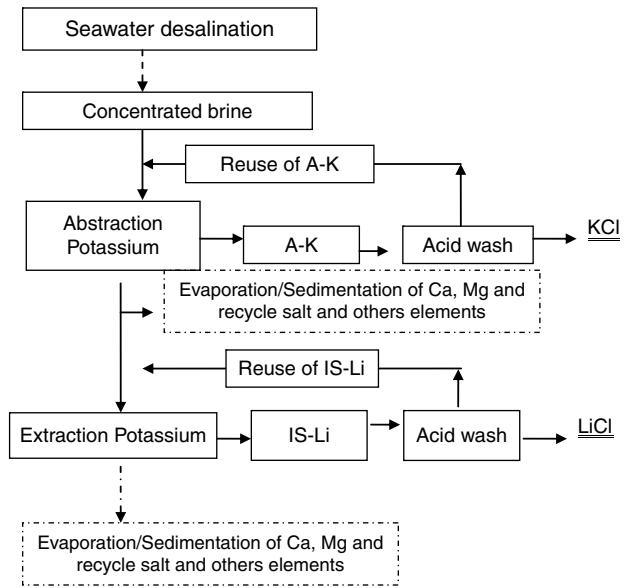 Seawater desalination
Concentrated brine
Reuse of A-K
Abstraction
Potassium
A-K
Acid wash
KCl
Evaporation/Sedimentation of Ca, Mg and
recycle salt and others elements
Reuse of IS-Li
Extraction Potassium
IS-Li
Acid wash
LiCl
Evaporation/Sedimentation of Ca, Mg and
recycle salt and others elements